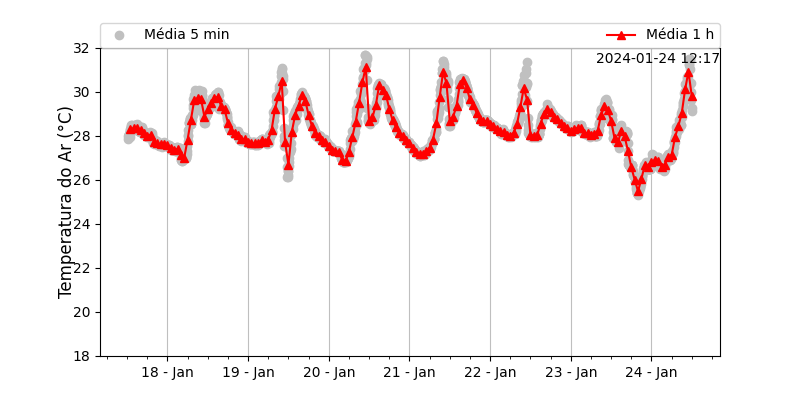 Média 5 min
Média 1 h
2024-01-24 12:17
Temperatura do Ar (°C)
32
30
28
26
24
22
20
18
18 - Jan
19 - Jan
20 - Jan
21 - Jan
22 - Jan
23 - Jan
24 - Jan